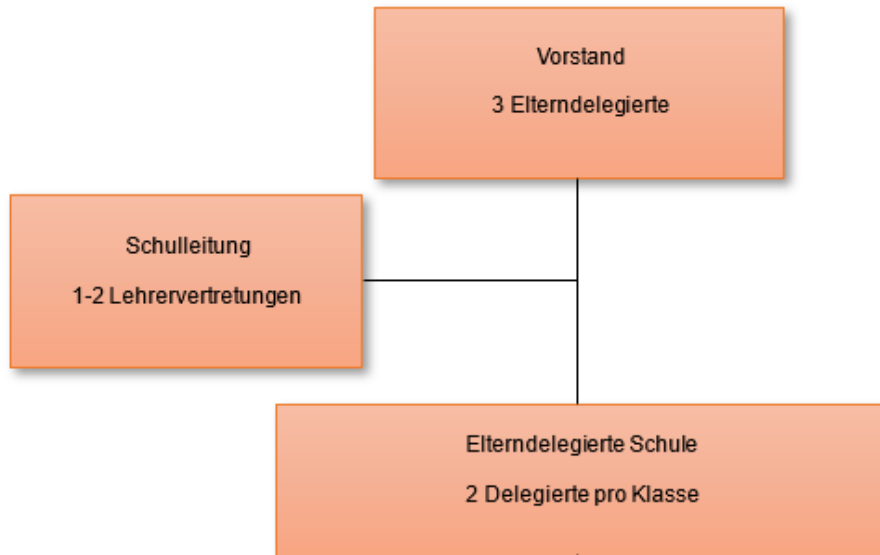 Vorstand
3 Elterndelegierte
Schulleitung
1-2 Lehrervertretungen
Elterndelegierte Schule
2 Delegierte pro Klasse